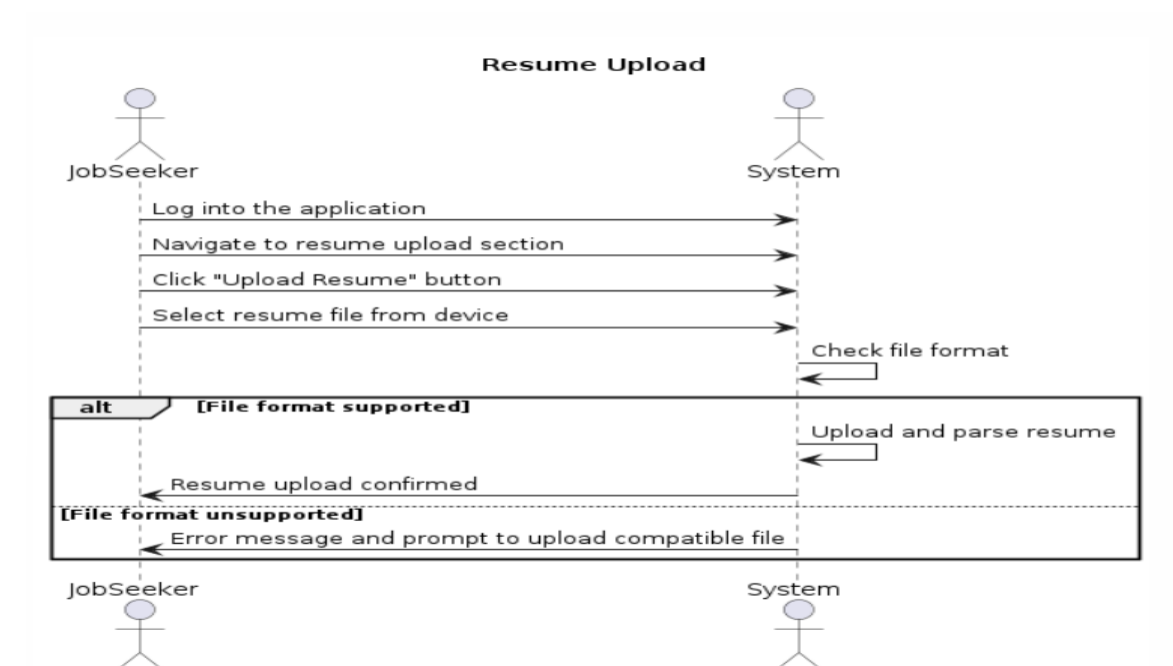 Resume Upload
JobSeeker
System
Log into the application
Navigate to resume upload section
Click "Upload Resume" button
Select resume file from device
Check file format
alt
[File format supported]
Upload and parse resume
Resume upload confirmed
[File format unsupported]
Error message and prompt to upload compatible file
JobSeeker
System